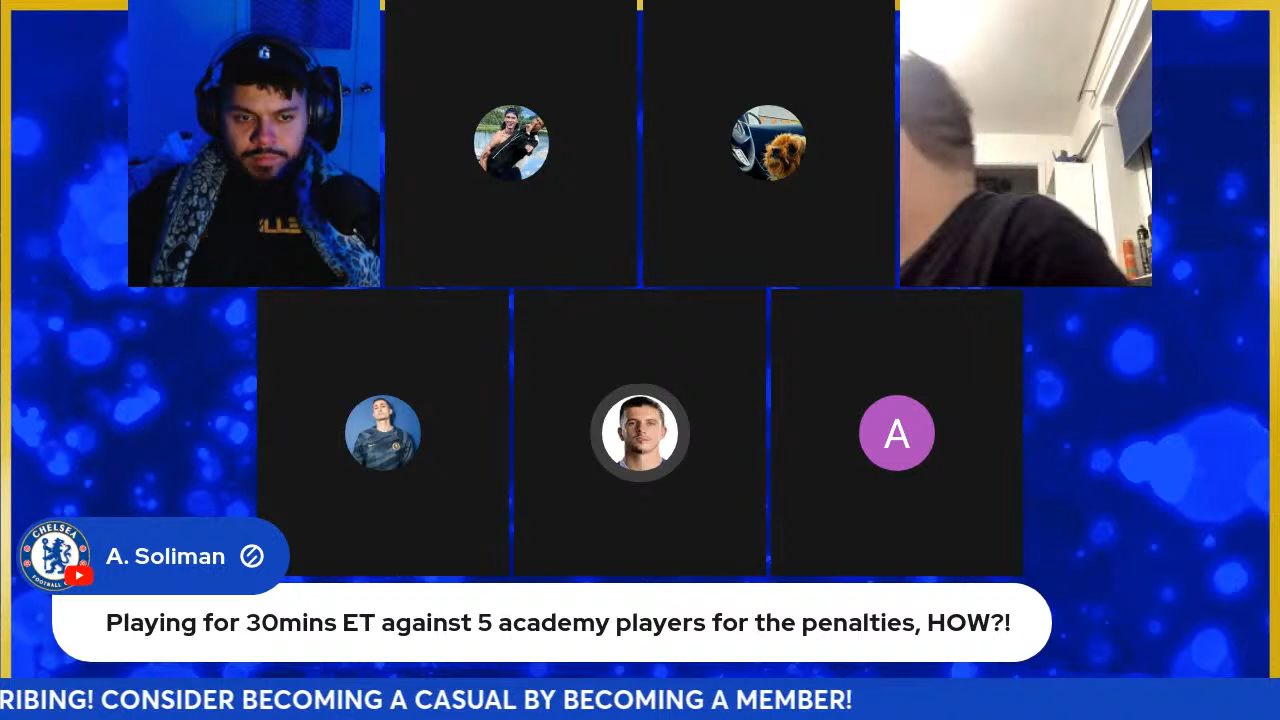 A
CHELSEA
A. Soliman
Playing for 30mins ET against 5 academy players for the penalties, HOW?!
RIBING! CONSIDER BECOMING A CASUAL BY BECOMING A MEMBER!